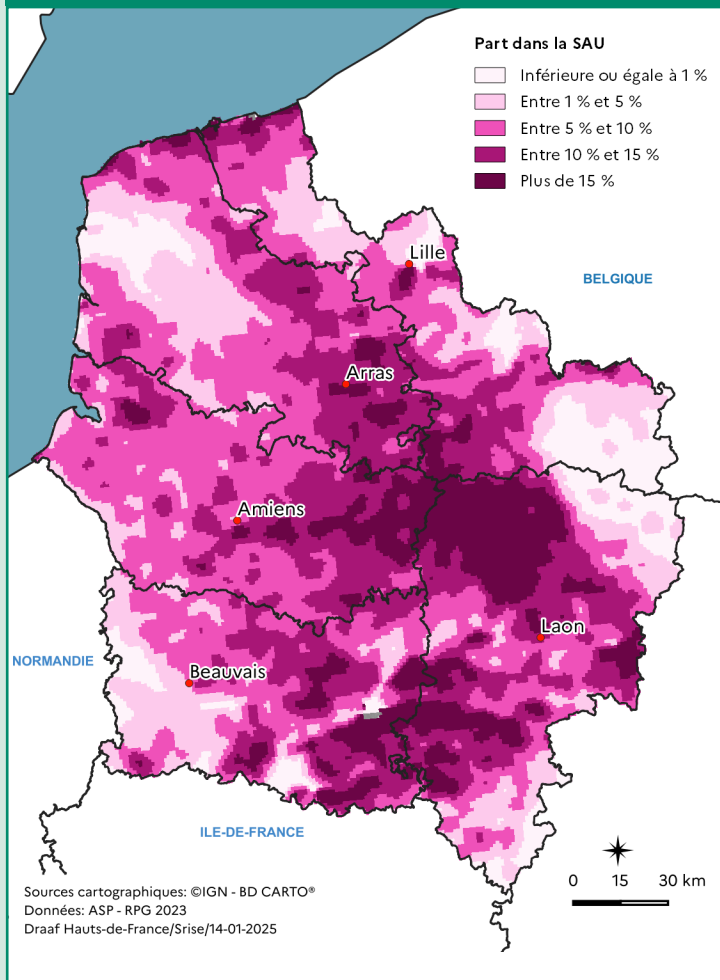 Part dans la SAU
Inférieure ou égale à 1 %
Entre 1 % et 5 %
Entre 5 % et 10 %
Entre 10 % et 15 %
Plus de 15 %
Lille
BELGIQUE
Arras
Amiens
Laon
NORMANDIE
Beauvais
ILE-DE-FRANCE
0 15 30 km
Sources cartographiques: ©IGN - BD CARTO®
Données: ASP - RPG 2023
Draaf Hauts-de-France/Srise/14-01-2025